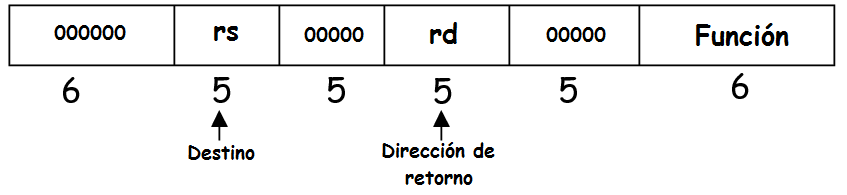 000000 rs 00000 rd 00000 Función
6 5 5 5 5 6
Destino Dirección de
retorno